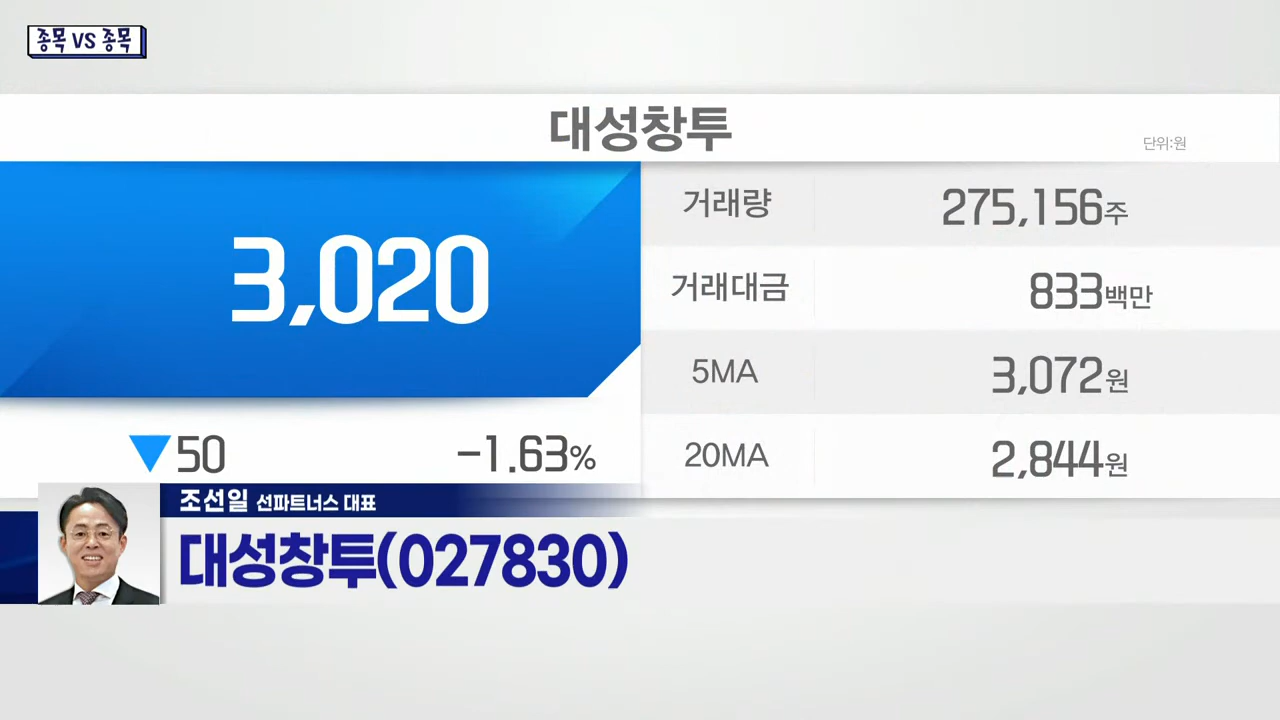 종목 VS 종목
대성창투
단위:원
3,020
▼50 -1.63%
거래량 275,156주
거래대금 833백만
5MA 3,072원
20MA 2,844원
조선일 선파트너스 대표
대성창투(027830)